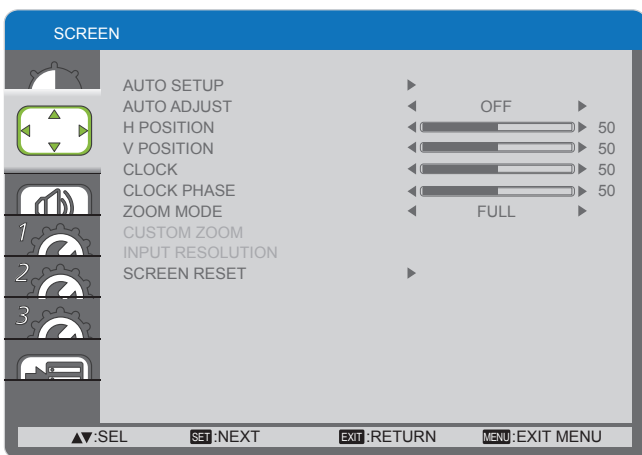 SCREEN
AUTO SETUP
AUTO ADJUST OFF
H POSITION 50
V POSITION 50
CLOCK 50
CLOCK PHASE 50
ZOOM MODE FULL
CUSTOM ZOOM
INPUT RESOLUTION
SCREEN RESET
1
2
3
▲▼:SEL SET:NEXT EXIT:RETURN MENU:EXIT MENU